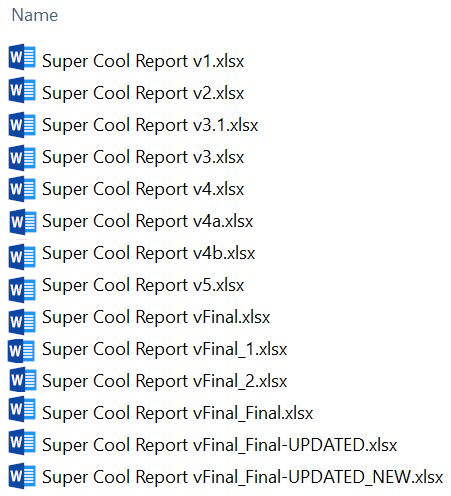 Name
Super Cool Report v1.xlsx
Super Cool Report v2.xlsx
Super Cool Report v3.1.xlsx
Super Cool Report v3.xlsx
Super Cool Report v4.xlsx
Super Cool Report v4a.xlsx
Super Cool Report v4b.xlsx
Super Cool Report v5.xlsx
Super Cool Report vFinal.xlsx
Super Cool Report vFinal_1.xlsx
Super Cool Report vFinal_2.xlsx
Super Cool Report vFinal_Final.xlsx
Super Cool Report vFinal_Final-UPDATED.xlsx
Super Cool Report vFinal_Final-UPDATED_NEW.xlsx